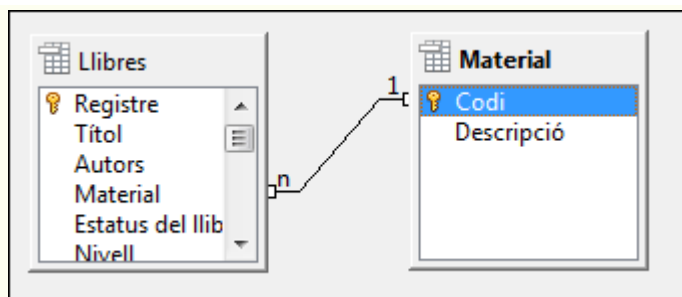 Llibres
Registre
Títol
Autors
Material
Estatus del llib
Nivell
n
1
Material
Codi
Descripció